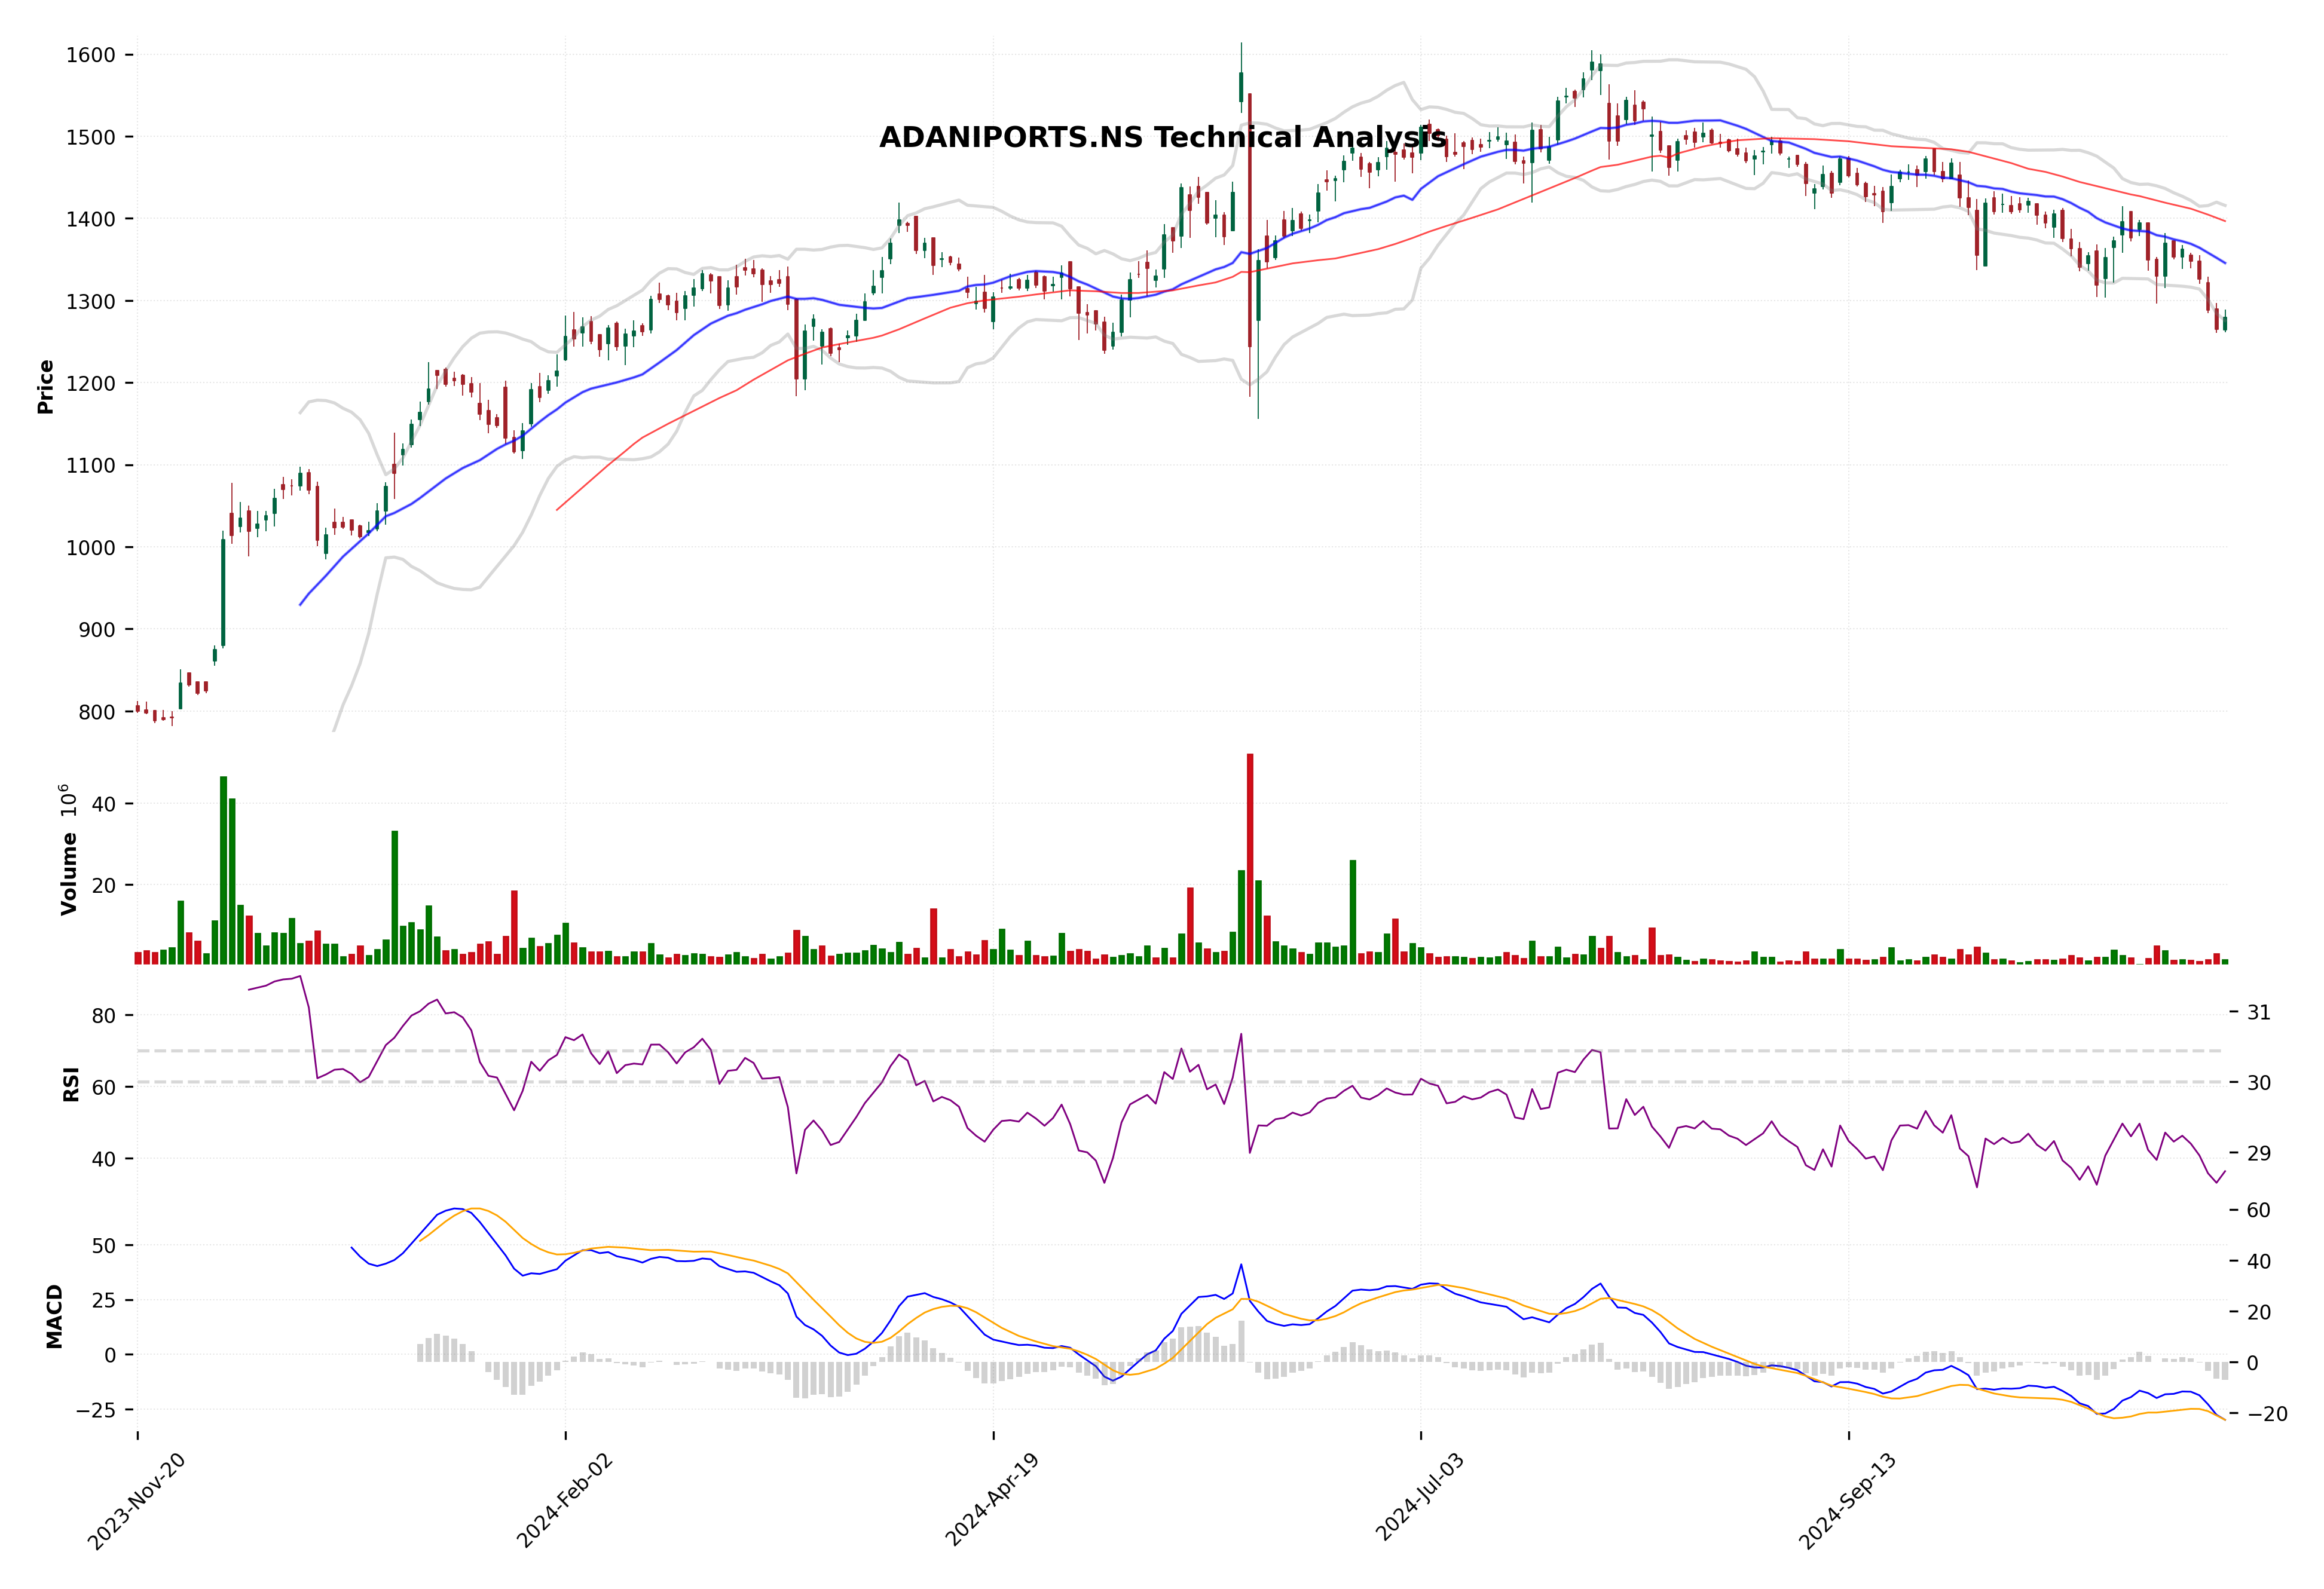 ADANIPORTS.NS Technical Analysis
Price
1600
1500
1400
1300
1200
1100
1000
900
800
Volume 10^6
40
20
RSI
80
60
40
31
30
29
MACD
50
25
0
−25
60
40
20
0
−20
2023-Nov-20
2024-Feb-02
2024-Apr-19
2024-Jul-03
2024-Sep-13